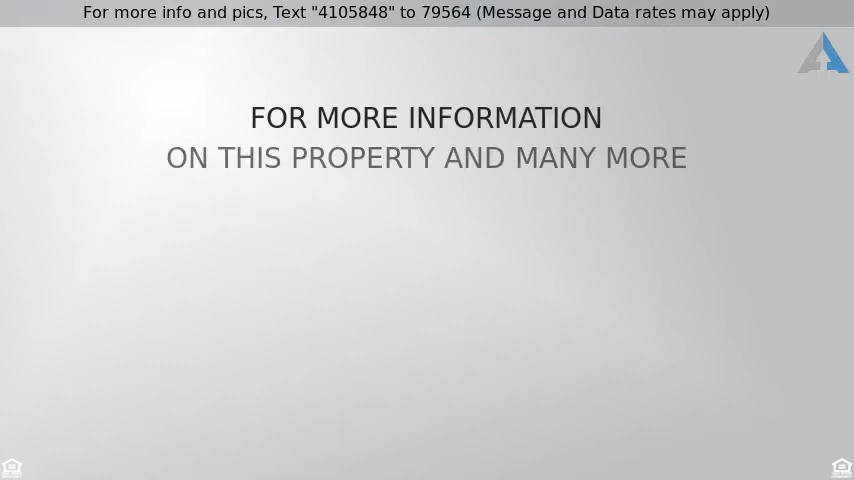 For more info and pics, Text "4105848" to 79564 (Message and Data rates may apply)
FOR MORE INFORMATION
ON THIS PROPERTY AND MANY MORE